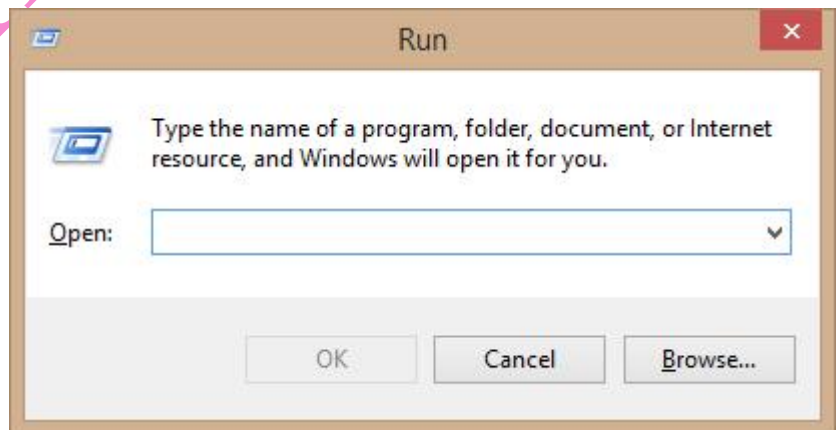 Run
Type the name of a program, folder, document, or Internet
resource, and Windows will open it for you.
Open:
OK
Cancel
Browse...